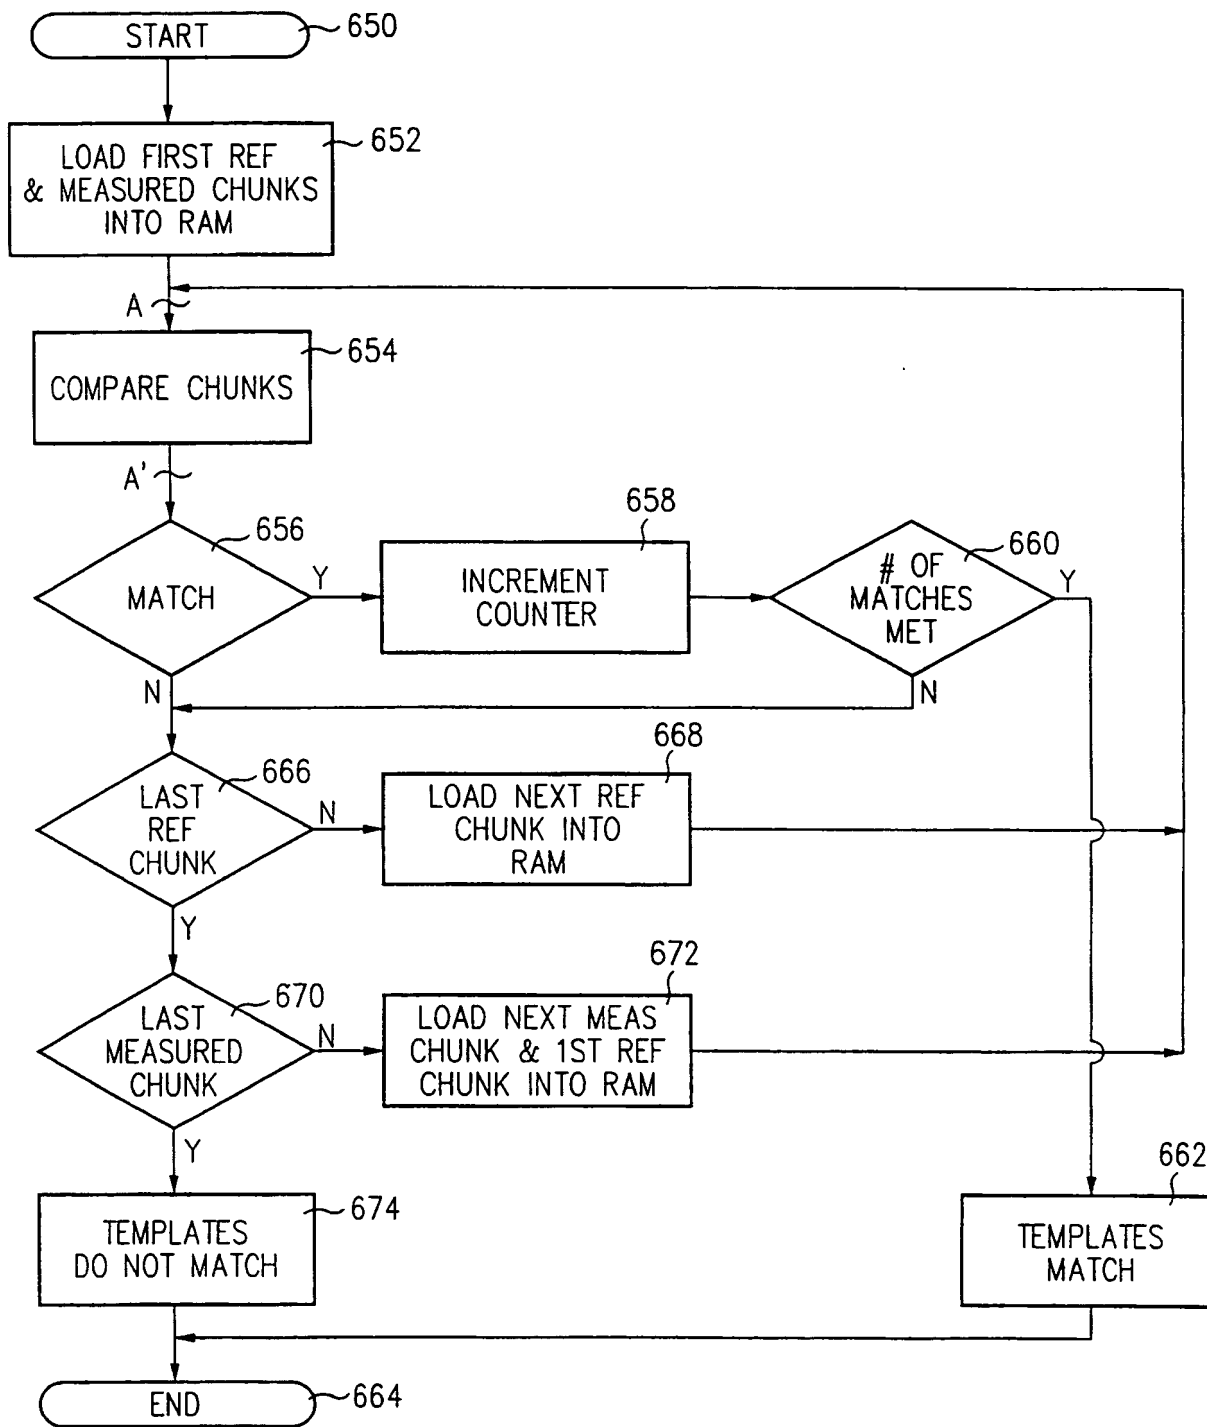 START
650
LOAD FIRST REF
& MEASURED CHUNKS
INTO RAM
652
A
COMPARE CHUNKS
654
A'
MATCH
656
Y
N
INCREMENT
COUNTER
658
# OF
MATCHES
MET
660
Y
N
LAST
REF
CHUNK
666
N
Y
LOAD NEXT REF
CHUNK INTO
RAM
668
LAST
MEASURED
CHUNK
670
N
Y
LOAD NEXT MEAS
CHUNK & 1ST REF
CHUNK INTO RAM
672
TEMPLATES
DO NOT MATCH
674
TEMPLATES
MATCH
662
END
664